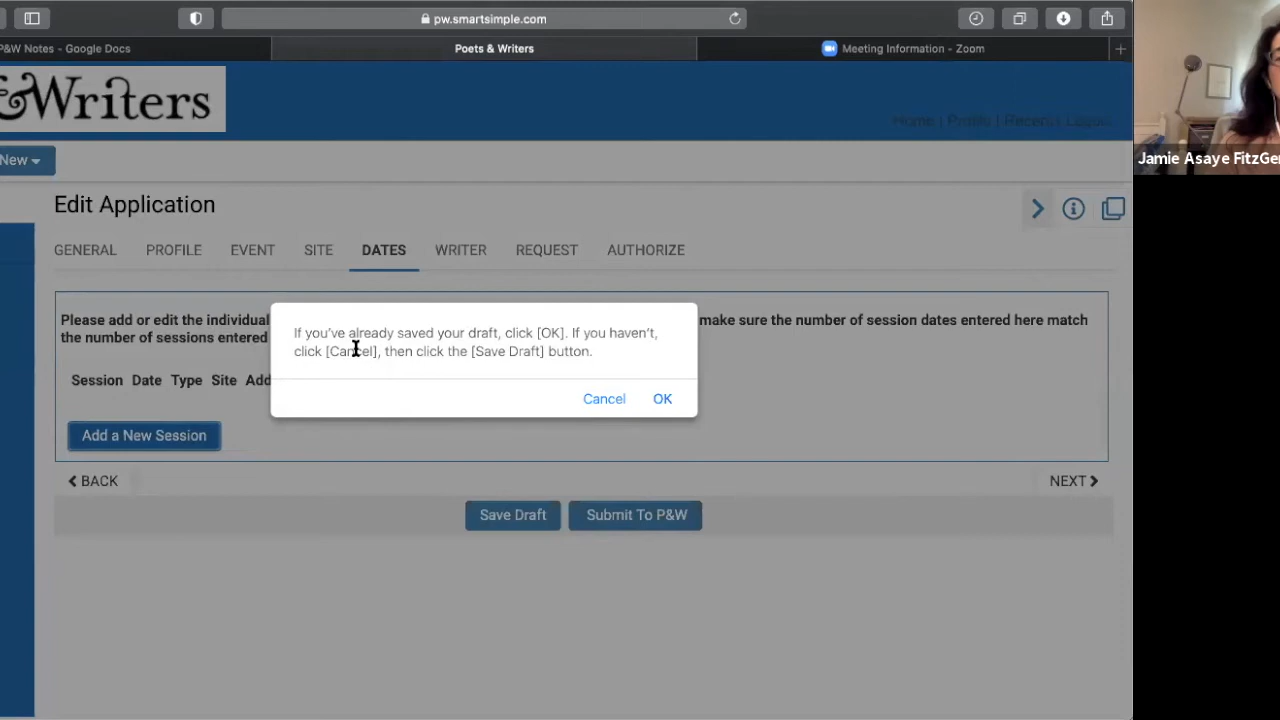 pw.smartsimple.com
P&W Notes - Google Docs
Poets & Writers
Meeting Information - Zoom
&Writers
Home | Profile | Recents Logout
New
Jamie Asaye FitzGer
Edit Application
GENERAL PROFILE EVENT SITE DATES WRITER REQUEST AUTHORIZE
Please add or edit the individual
make sure the number of session dates entered here match
the number of sessions entered
If you've already saved your draft, click [OK]. If you haven't,
click [Cancel], then click the [Save Draft] button.
Session Date Type Site Add
Cancel OK
Add a New Session
BACK
NEXT
Save Draft Submit To P&W